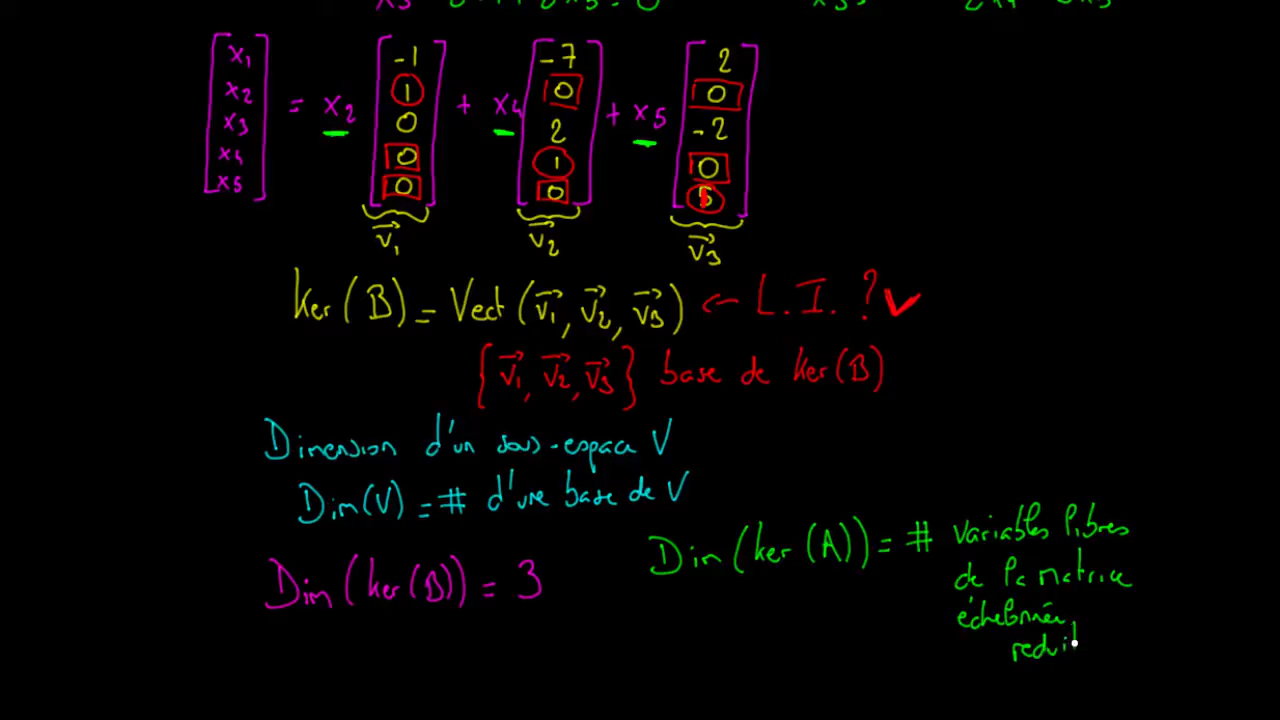 [x1 x2 x3 x4 x5] = x2 [-1 1 0 0 0] + x4 [-7 0 2 1 0] + x5 [2 0 -2 0 1]
v1 v2 v3
Ker(B) = Vect(v1, v2, v3) ← L.I. ? ✓
{v1, v2, v3} base de Ker(B)
Dimension d'un sous-espace V
Dim(V) = # d'une base de V
Dim(Ker(B)) = 3
Dim(Ker(A)) = # variables libres
de la matrice
échelonnée,
reduit